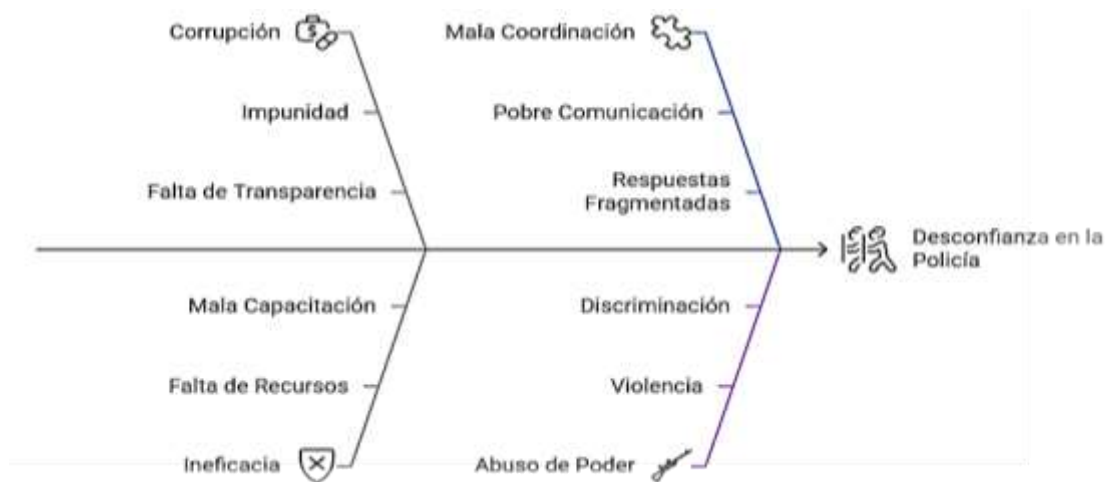 Corrupción
Mala Coordinación
Impunidad
Pobre Comunicación
Falta de Transparencia
Respuestas
Fragmentadas
Desconfianza en la
Policía
Mala Capacitación
Discriminación
Falta de Recursos
Violencia
Ineficacia
Abuso de Poder